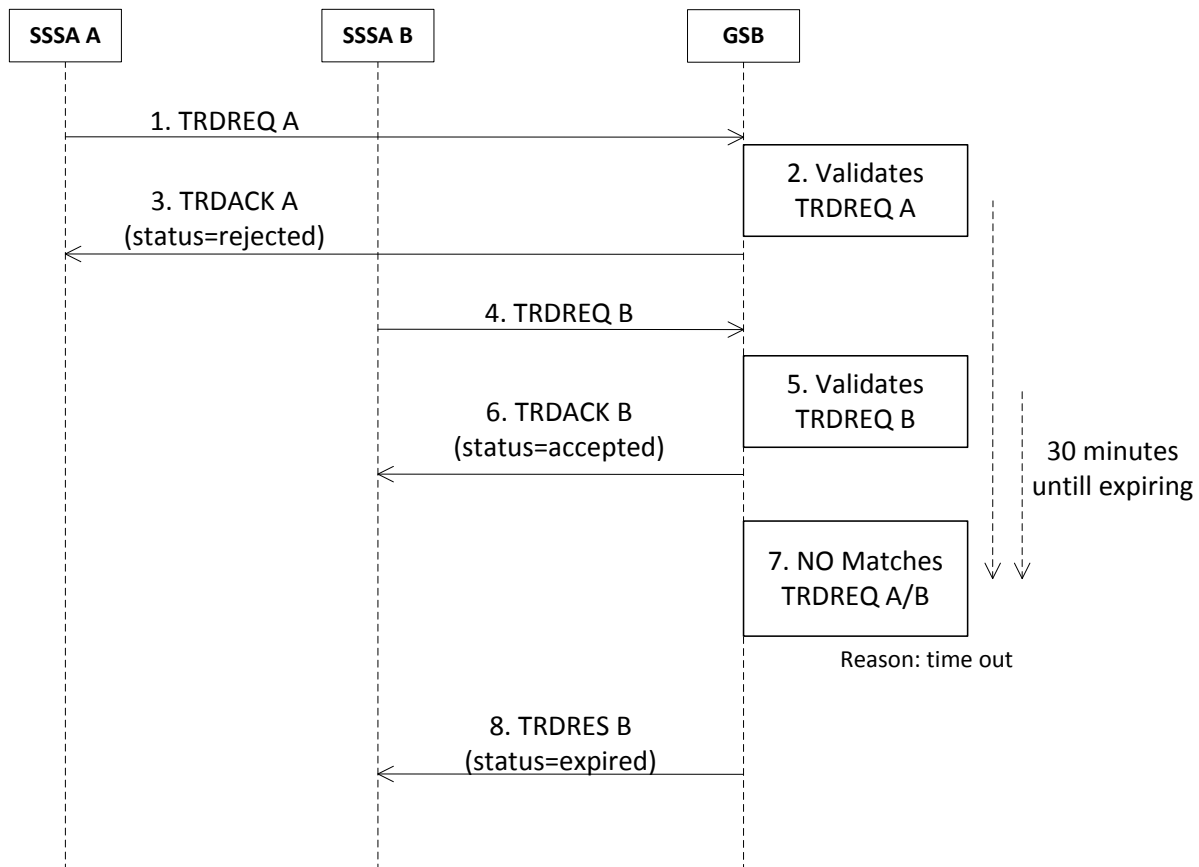 SSSA A
SSSA B
GSB
1. TRDREQ A
2. Validates
TRDREQ A
3. TRDACK A
(status=rejected)
4. TRDREQ B
5. Validates
TRDREQ B
6. TRDACK B
(status=accepted)
30 minutes
untill expiring
7. NO Matches
TRDREQ A/B
Reason: time out
8. TRDRES B
(status=expired)